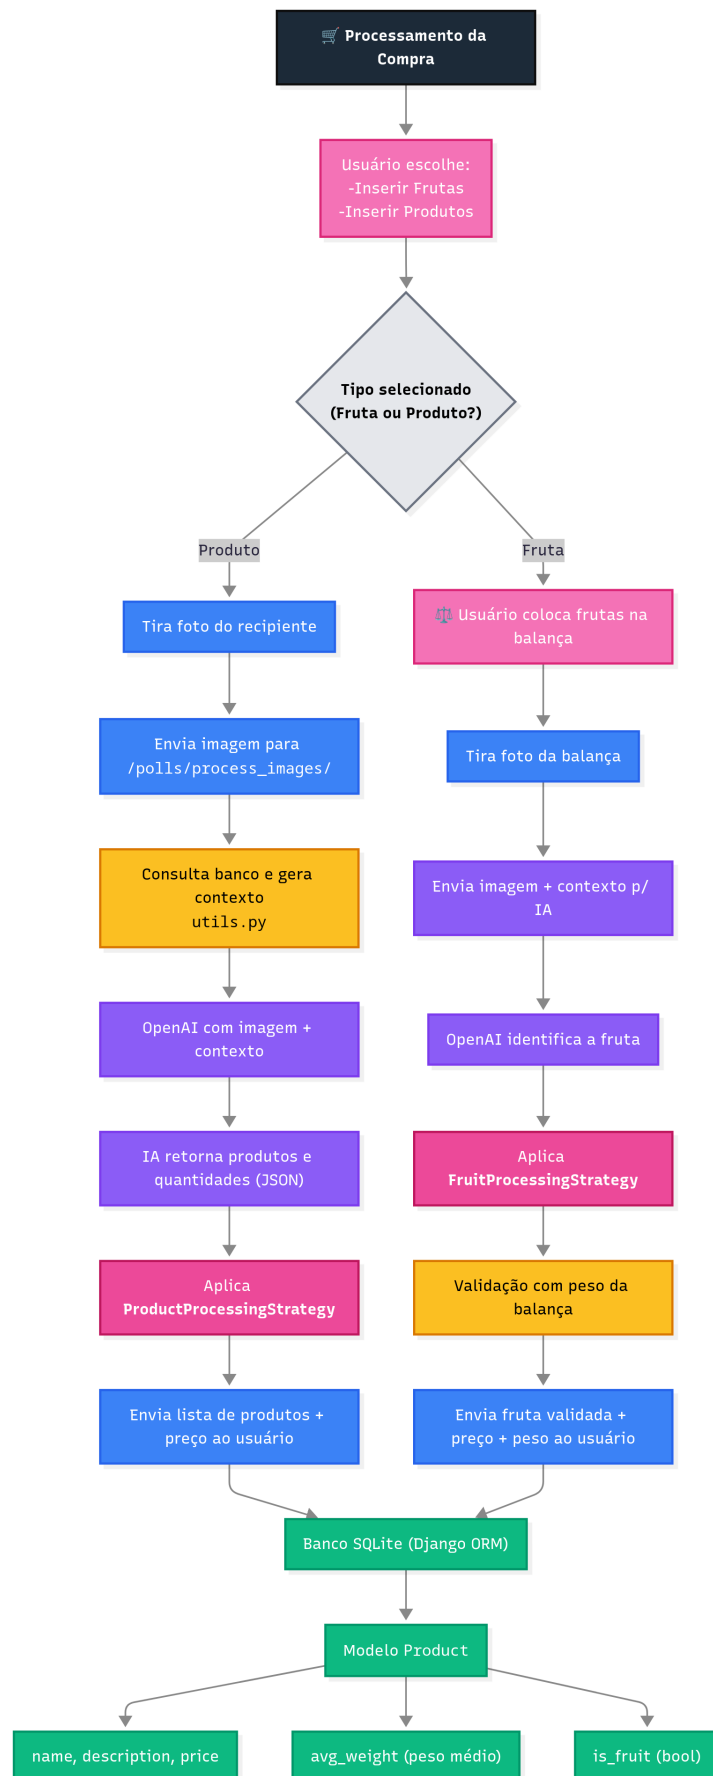 🛒 Processamento da
Compra
Usuário escolhe:
-Inserir Frutas
-Inserir Produtos
Tipo selecionado
(Fruta ou Produto?)
Produto
Fruta
Tira foto do recipiente
⚖️ Usuário coloca frutas na
balança
Envia imagem para
/polls/process_images/
Tira foto da balança
Consulta banco e gera
contexto
utils.py
Envia imagem + contexto p/
IA
OpenAI com imagem +
contexto
OpenAI identifica a fruta
IA retorna produtos e
quantidades (JSON)
Aplica
FruitProcessingStrategy
Aplica
ProductProcessingStrategy
Validação com peso da
balança
Envia lista de produtos +
preço ao usuário
Envia fruta validada +
preço + peso ao usuário
Banco SQLite (Django ORM)
Modelo Product
name, description, price
avg_weight (peso médio)
is_fruit (bool)